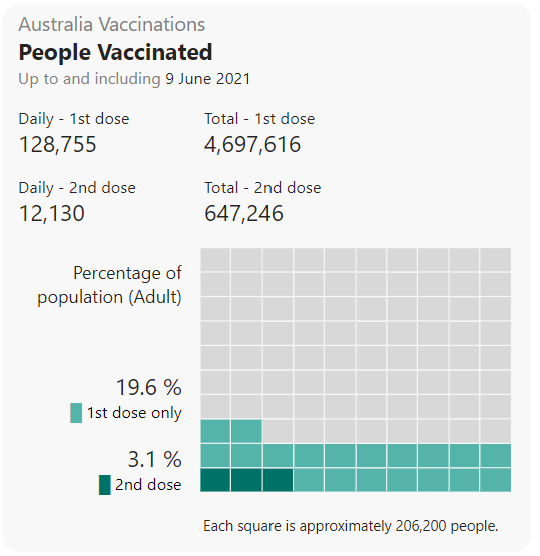 Australia Vaccinations
People Vaccinated
Up to and including 9 June 2021
Daily - 1st dose
128,755
Total - 1st dose
4,697,616
Daily - 2nd dose
12,130
Total - 2nd dose
647,246
Percentage of
population (Adult)
19.6 %
1st dose only
3.1 %
2nd dose
Each square is approximately 206,200 people.